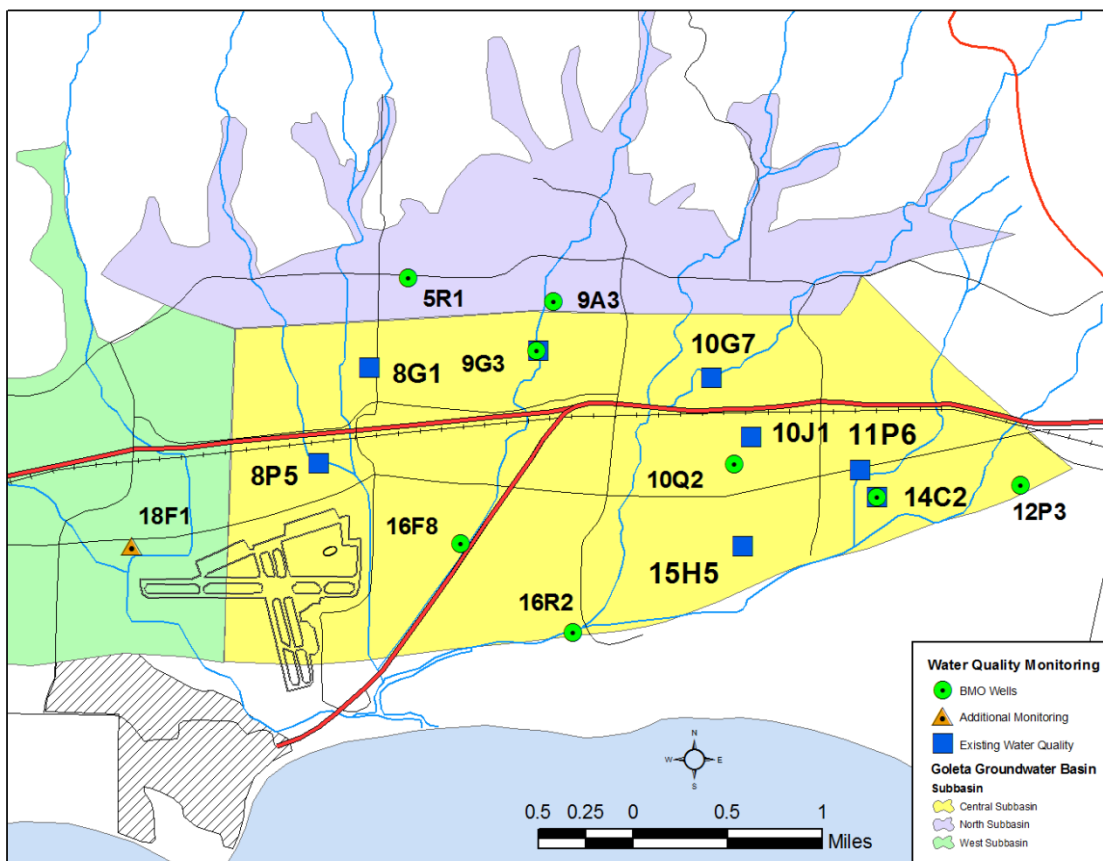 5R1
9A3
9G3
10G7
8G1
10J1
11P6
8P5
10Q2
14C2
12P3
18F1
16F8
15H5
16R2
N
W
E
S
0.5 0.25 0 0.5 1
Miles
Water Quality Monitoring
BMO Wells
Additional Monitoring
Existing Water Quality
Goleta Groundwater Basin
Subbasin
Central Subbasin
North Subbasin
West Subbasin